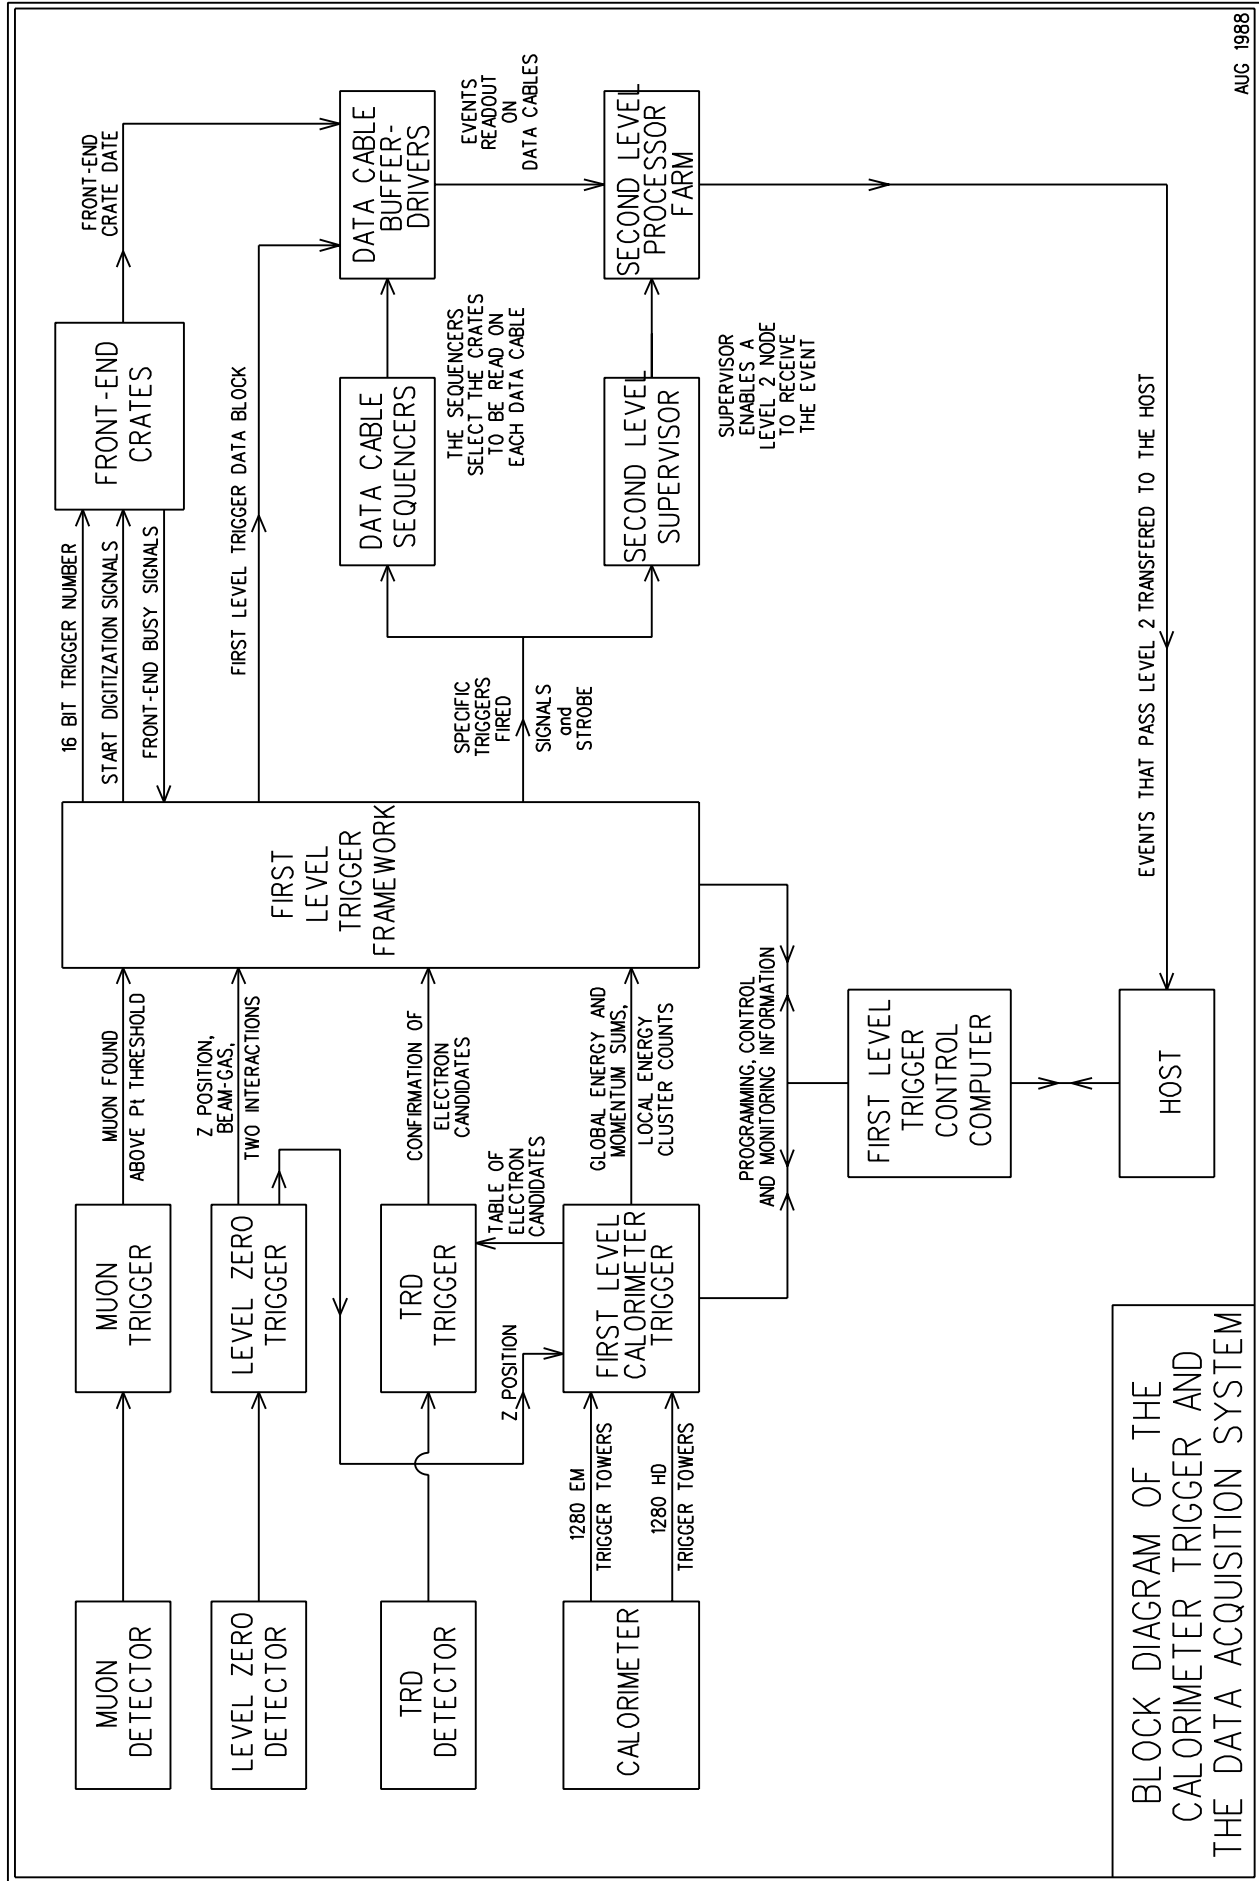 MUON
DETECTOR
LEVEL ZERO
DETECTOR
TRD
DETECTOR
CALORIMETER
1280 EM
TRIGGER TOWERS
1280 HD
TRIGGER TOWERS
MUON
TRIGGER
LEVEL ZERO
TRIGGER
TRD
TRIGGER
Z POSITION
FIRST LEVEL
CALORIMETER
TRIGGER
TABLE OF
ELECTRON
CANDIDATES
MUON FOUND
ABOVE Pt THRESHOLD
Z POSITION,
BEAM-GAS,
TWO INTERACTIONS
CONFIRMATION OF
ELECTRON
CANDIDATES
GLOBAL ENERGY AND
MOMENTUM SUMS,
LOCAL ENERGY
CLUSTER COUNTS
PROGRAMMING, CONTROL
AND MONITORING INFORMATION
FIRST LEVEL
TRIGGER
CONTROL
COMPUTER
HOST
FIRST
LEVEL
TRIGGER
FRAMEWORK
16 BIT TRIGGER NUMBER
START DIGITIZATION SIGNALS
FRONT-END BUSY SIGNALS
FIRST LEVEL TRIGGER DATA BLOCK
SPECIFIC
TRIGGERS
FIRED
SIGNALS
and
STROBE
FRONT-END
CRATES
FRONT-END
CRATE DATE
DATA CABLE
SEQUENCERS
THE SEQUENCERS
SELECT THE CRATES
TO BE READ ON
EACH DATA CABLE
SECOND LEVEL
SUPERVISOR
SUPERVISOR
ENABLES A
LEVEL 2 NODE
TO RECEIVE
THE EVENT
DATA CABLE
BUFFER-
DRIVERS
EVENTS
READOUT
ON
DATA CABLES
SECOND LEVEL
PROCESSOR
FARM
EVENTS THAT PASS LEVEL 2 TRANSFERED TO THE HOST
BLOCK DIAGRAM OF THE
CALORIMETER TRIGGER AND
THE DATA ACQUISITION SYSTEM
AUG 1988